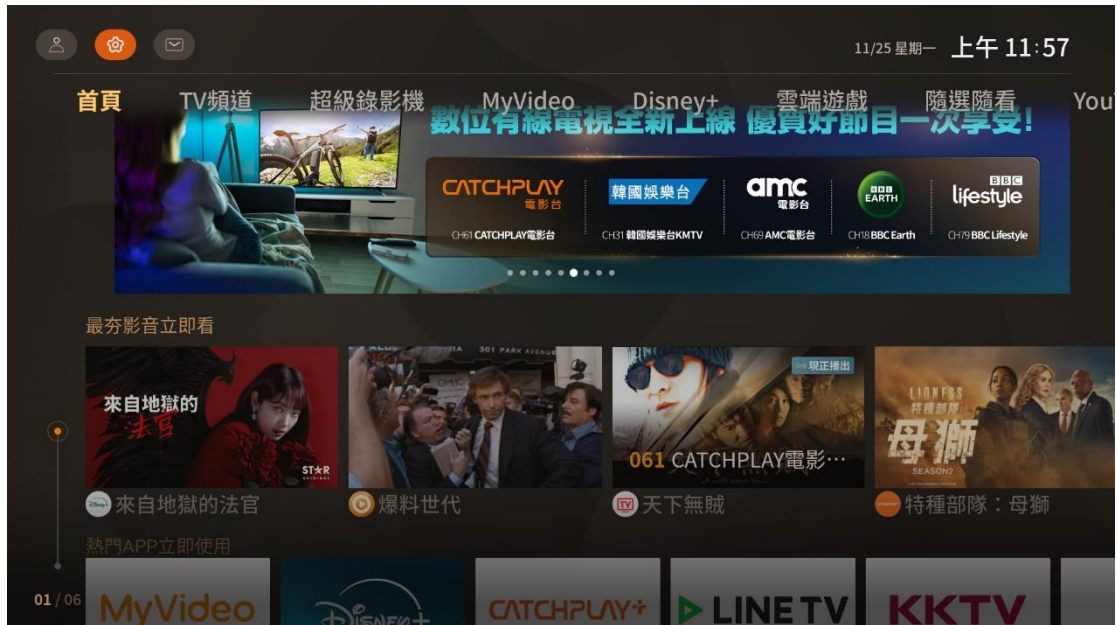 11/25 星期一 上午 11:57
首頁 TV頻道 超級錄影機 MyVideo Disney+ 雲端遊戲 隨選隨看 YouT
數位有線電視全新上線 優質好節目一次享受!
CATCHPLAY 電影台
韓國娛樂台
amc 電影台
BBC EARTH
BBC lifestyle
CH61 CATCHPLAY電影台
CH31 韓國娛樂台KMTV
CH69 AMC電影台
CH18 BBC Earth
CH79 BBC Lifestyle
最夯影音立即看
來自地獄的
法官
STAR
ORIGINAL
301 PARK AVENUE
現正播出
061 CATCHPLAY電影…
LIONESS
特種部隊
母獅
SEASON2
Disney+ 來自地獄的法官
爆料世代
TV 天下無賊
特種部隊：母獅
熱門APP立即使用
01 / 06
MyVideo
Disney+
CATCHPLAY+
LINE TV
KKTV